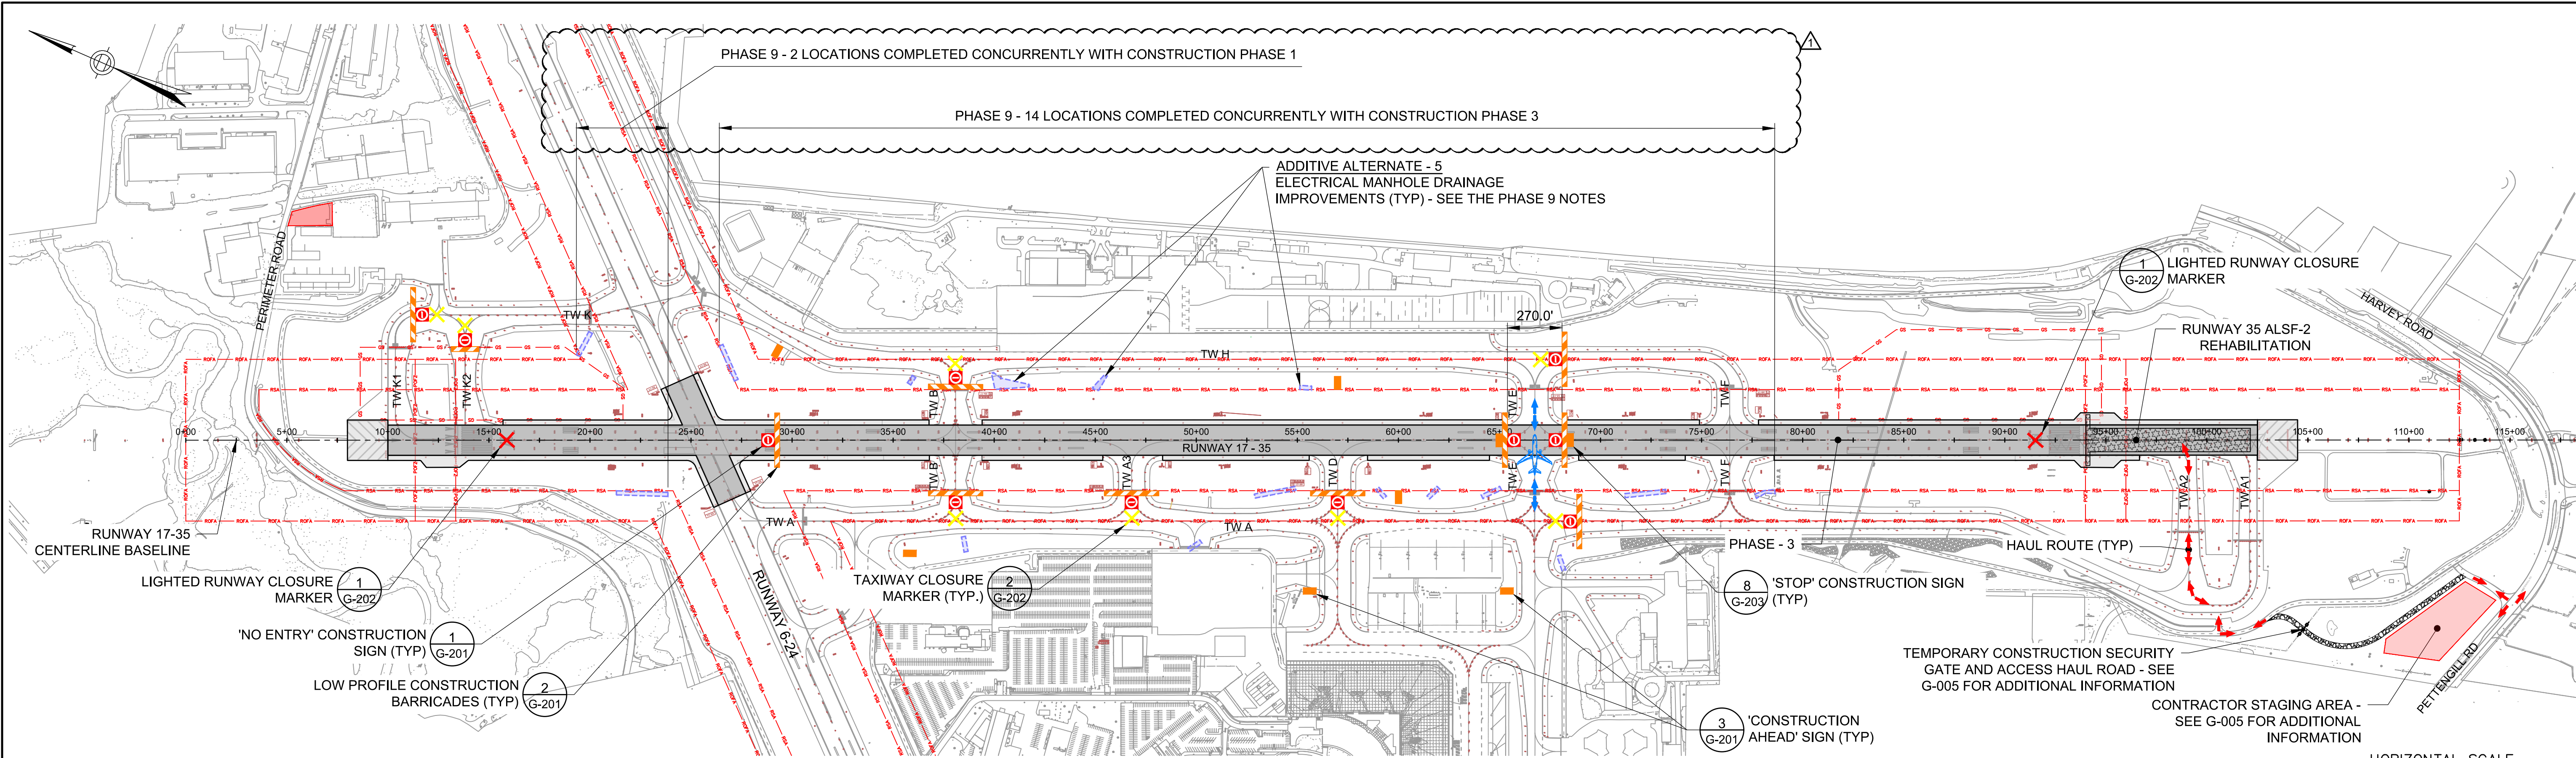 PHASE 9 - 2 LOCATIONS COMPLETED CONCURRENTLY WITH CONSTRUCTION PHASE 1
1
PHASE 9 - 14 LOCATIONS COMPLETED CONCURRENTLY WITH CONSTRUCTION PHASE 3
ADDITIVE ALTERNATE - 5
ELECTRICAL MANHOLE DRAINAGE
IMPROVEMENTS (TYP) - SEE THE PHASE 9 NOTES
PERIMETER ROAD
1
G-202
LIGHTED RUNWAY CLOSURE
MARKER
HARVEY ROAD
RUNWAY 35 ALSF-2
REHABILITATION
270.0'
TW K
TW H
TW K1
TW K2
TW B
TW E
TW F
0+00
5+00
10+00
15+00
20+00
25+00
30+00
35+00
40+00
45+00
50+00
55+00
60+00
65+00
70+00
75+00
80+00
85+00
90+00
95+00
100+00
105+00
110+00
115+00
RUNWAY 17 - 35
TW B
TW A3
TW D
TW E
TW F
TW A2
TW A1
TW A
TW A
RUNWAY 17-35
CENTERLINE BASELINE
PHASE - 3
HAUL ROUTE (TYP)
LIGHTED RUNWAY CLOSURE
MARKER
1
G-202
RUNWAY 6-24
TAXIWAY CLOSURE
MARKER (TYP.)
2
G-202
8
G-203
'STOP' CONSTRUCTION SIGN
(TYP)
'NO ENTRY' CONSTRUCTION
SIGN (TYP)
1
G-201
LOW PROFILE CONSTRUCTION
BARRICADES (TYP)
2
G-201
3
G-201
'CONSTRUCTION
AHEAD' SIGN (TYP)
TEMPORARY CONSTRUCTION SECURITY
GATE AND ACCESS HAUL ROAD - SEE
G-005 FOR ADDITIONAL INFORMATION
PETTENGILL RD
CONTRACTOR STAGING AREA -
SEE G-005 FOR ADDITIONAL
INFORMATION
HORIZONTAL SCALE
RSA
ROFA
GS
POFZ